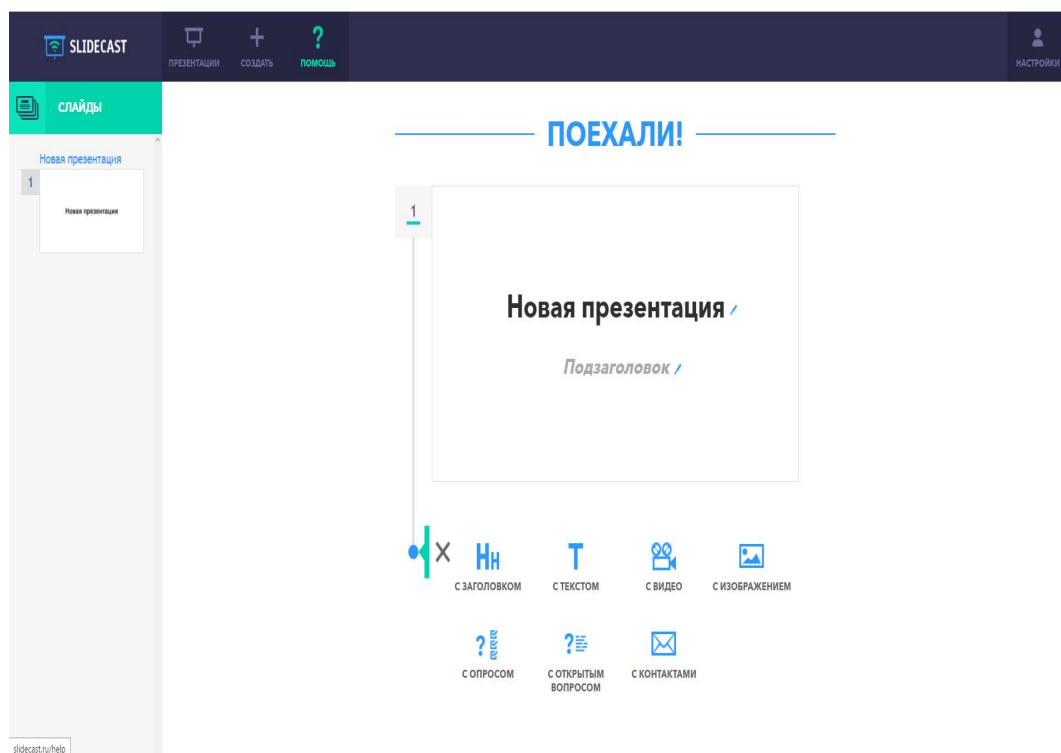 SLIDECAST
ПРЕЗЕНТАЦИИ
СОЗДАТЬ
?
ПОМОЩЬ
НАСТРОЙКИ
СЛАЙДЫ
Новая презентация
1
Новая презентация
ПОЕХАЛИ!
1
Новая презентация
Подзаголовок
Нн
С ЗАГОЛОВКОМ
Т
С ТЕКСТОМ
С ВИДЕО
С ИЗОБРАЖЕНИЕМ
?
С ОПРОСОМ
?
С ОТКРЫТЫМ
ВОПРОСОМ
С КОНТАКТАМИ
slidecast.ru/help